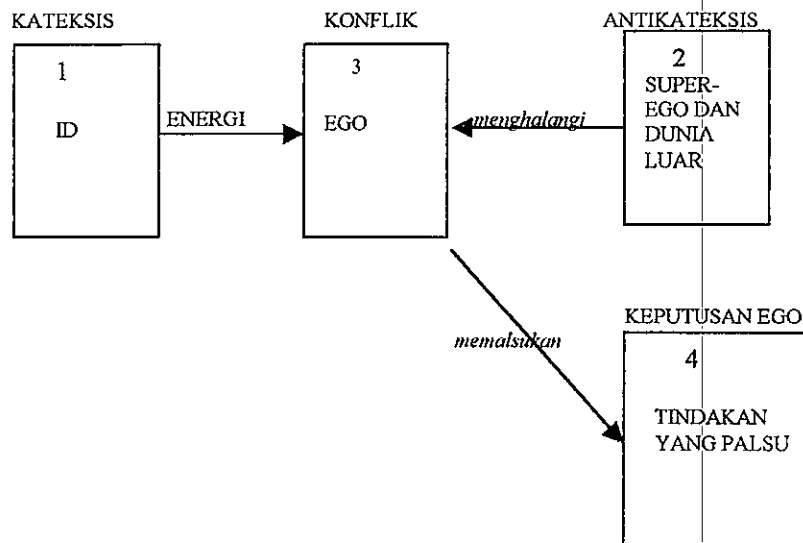 KATEKSIS
KONFLIK
ANTIKATEKSIS
1
ID
ENERGI
3
EGO
menghalangi
2
SUPER-
EGO DAN
DUNIA
LUAR
memalsukan
KEPUTUSAN EGO
4
TINDAKAN
YANG PALSU